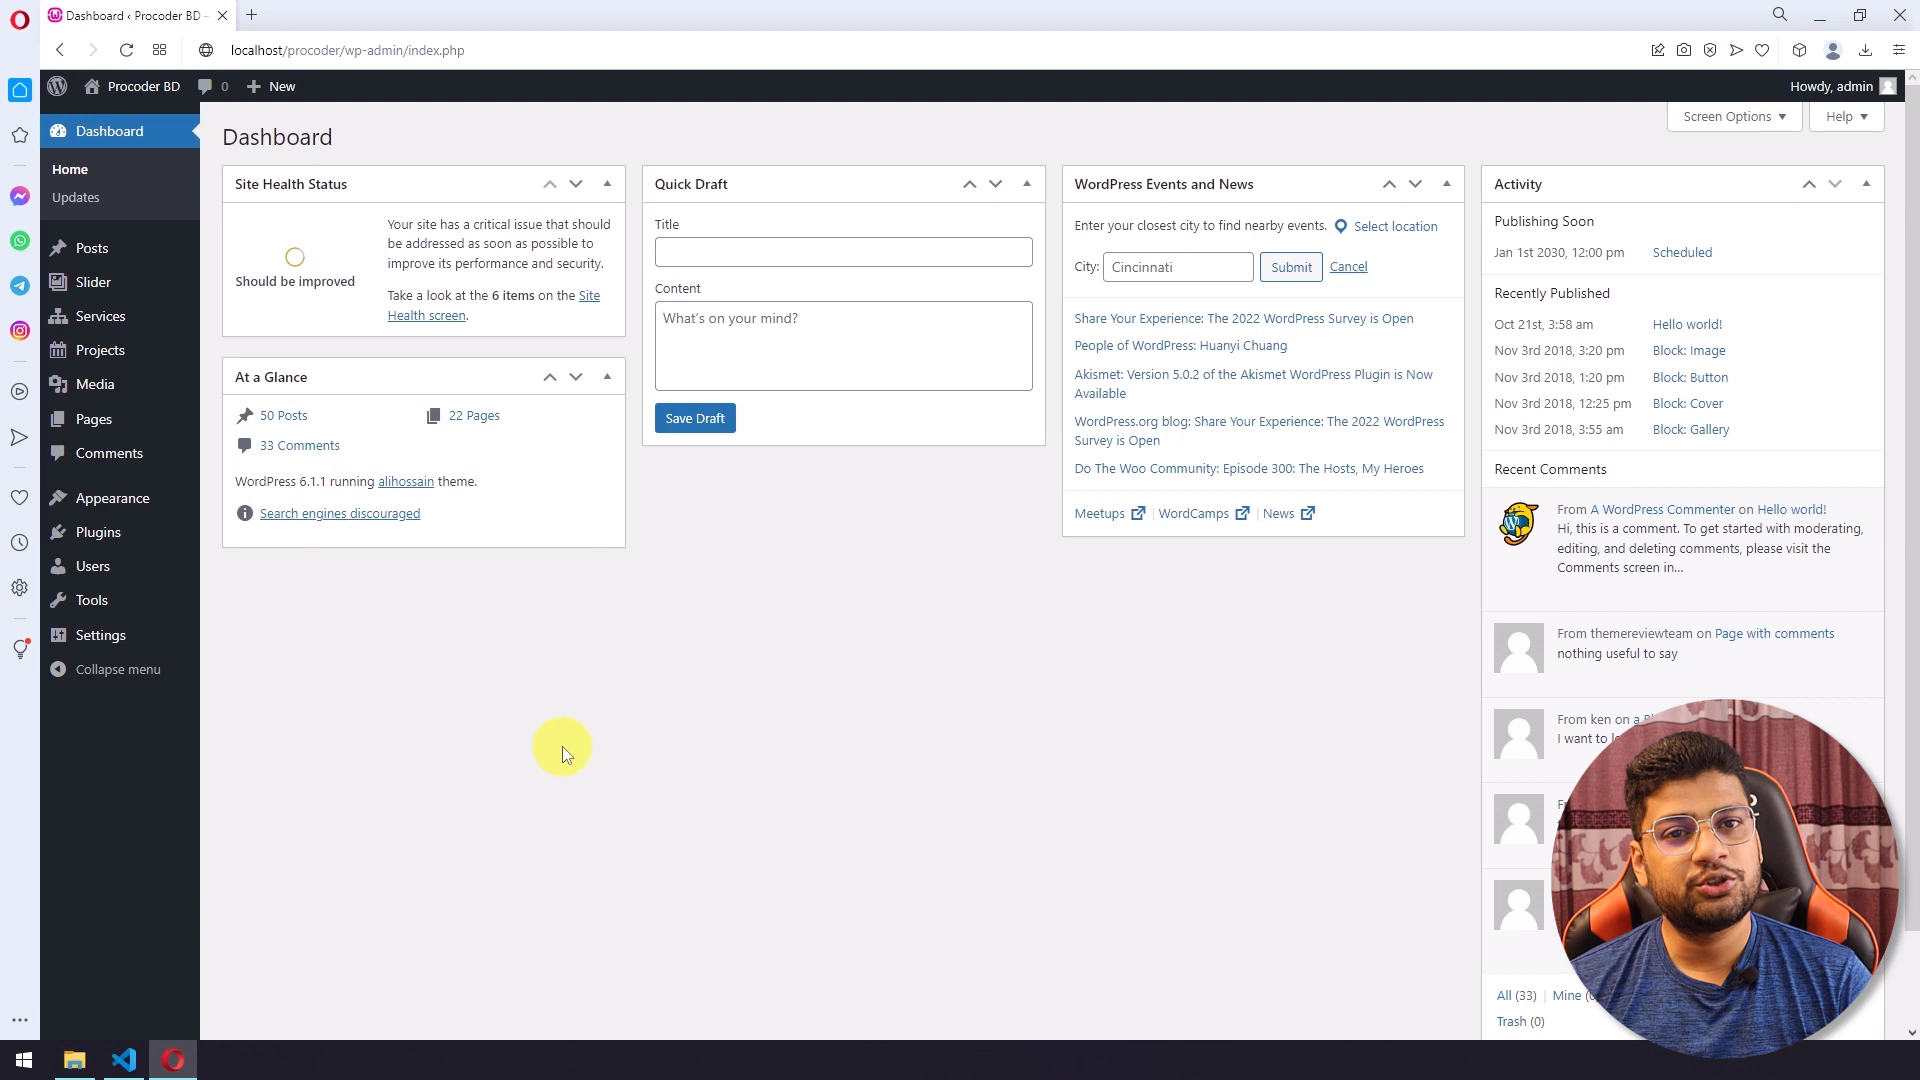 Dashboard ‹ Procoder BD –
localhost/procoder/wp-admin/index.php
Procoder BD
0
New
Howdy, admin
Dashboard
Home
Updates
Posts
Slider
Services
Projects
Media
Pages
Comments
Appearance
Plugins
Users
Tools
Settings
Collapse menu
Screen Options
Help
Dashboard
Site Health Status
Should be improved
Your site has a critical issue that should
be addressed as soon as possible to
improve its performance and security.
Take a look at the 6 items on the Site
Health screen.
At a Glance
50 Posts
22 Pages
33 Comments
WordPress 6.1.1 running alihossain theme.
Search engines discouraged
Quick Draft
Title
Content
What's on your mind?
Save Draft
WordPress Events and News
Enter your closest city to find nearby events.
Select location
City:
Cincinnati
Submit
Cancel
Share Your Experience: The 2022 WordPress Survey is Open
People of WordPress: Huanyi Chuang
Akismet: Version 5.0.2 of the Akismet WordPress Plugin is Now
Available
WordPress.org blog: Share Your Experience: The 2022 WordPress
Survey is Open
Do The Woo Community: Episode 300: The Hosts, My Heroes
Meetups | WordCamps | News
Activity
Publishing Soon
Jan 1st 2030, 12:00 pm Scheduled
Recently Published
Oct 21st, 3:58 am Hello world!
Nov 3rd 2018, 3:20 pm Block: Image
Nov 3rd 2018, 1:20 pm Block: Button
Nov 3rd 2018, 12:25 pm Block: Cover
Nov 3rd 2018, 3:55 am Block: Gallery
Recent Comments
From A WordPress Commenter on Hello world!
Hi, this is a comment. To get started with moderating,
editing, and deleting comments, please visit the
Comments screen in…
From themereviewteam on Page with comments
nothing useful to say
From ken on a
I want to
All (33) | Mine
Trash (0)